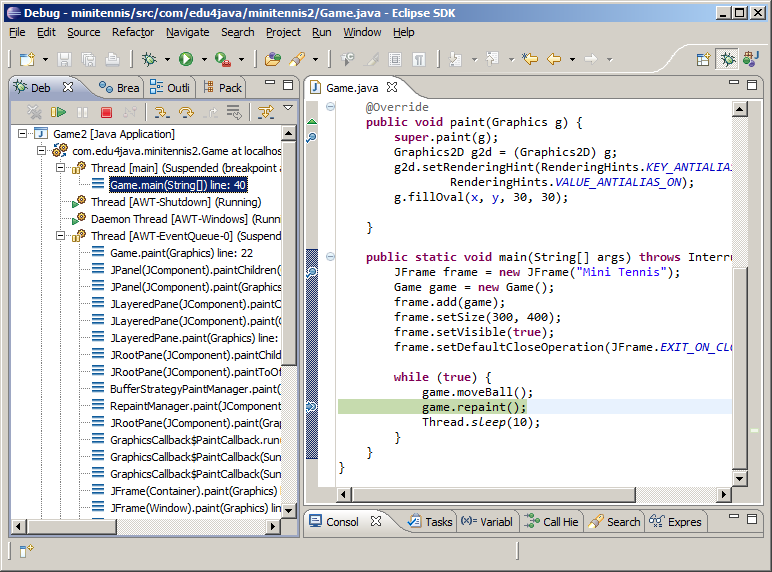 Debug - minitennis/src/com/edu4java/minitennis2/Game.java - Eclipse SDK
File Edit Source Refactor Navigate Search Project Run Window Help
Deb Brea Outli Pack
Game2 [Java Application]
com.edu4java.minitennis2.Game at localhos
Thread [main] (Suspended (breakpoint a
Game.main(String[]) line: 40
Thread [AWT-Shutdown] (Running)
Daemon Thread [AWT-Windows] (Runni
Thread [AWT-EventQueue-0] (Suspend
Game.paint(Graphics) line: 22
JPanel(JComponent).paintChildren(
JPanel(JComponent).paint(Graphics
JLayeredPane(JComponent).paintC
JLayeredPane(JComponent).paint(G
JLayeredPane.paint(Graphics) line:
JRootPane(JComponent).paintChild
JRootPane(JComponent).paintToOf
BufferStrategyPaintManager.paint(
RepaintManager.paint(JComponent
JRootPane(JComponent).paint(Grap
GraphicsCallback$PaintCallback.run(
GraphicsCallback$PaintCallback(Sun
GraphicsCallback$PaintCallback(Sun
JFrame(Container).paint(Graphics) l
JFrame(Window).paint(Graphics) lin
Game.java
@Override
public void paint(Graphics g) {
super.paint(g);
Graphics2D g2d = (Graphics2D) g;
g2d.setRenderingHint(RenderingHints.KEY_ANTIALIAS
RenderingHints.VALUE_ANTIALIAS_ON);
g.fillOval(x, y, 30, 30);
}
public static void main(String[] args) throws Interr
JFrame frame = new JFrame("Mini Tennis");
Game game = new Game();
frame.add(game);
frame.setSize(300, 400);
frame.setVisible(true);
frame.setDefaultCloseOperation(JFrame.EXIT_ON_CLO
while (true) {
game.moveBall();
game.repaint();
Thread.sleep(10);
}
}
}
Consol Tasks Variabl Call Hie Search Expres